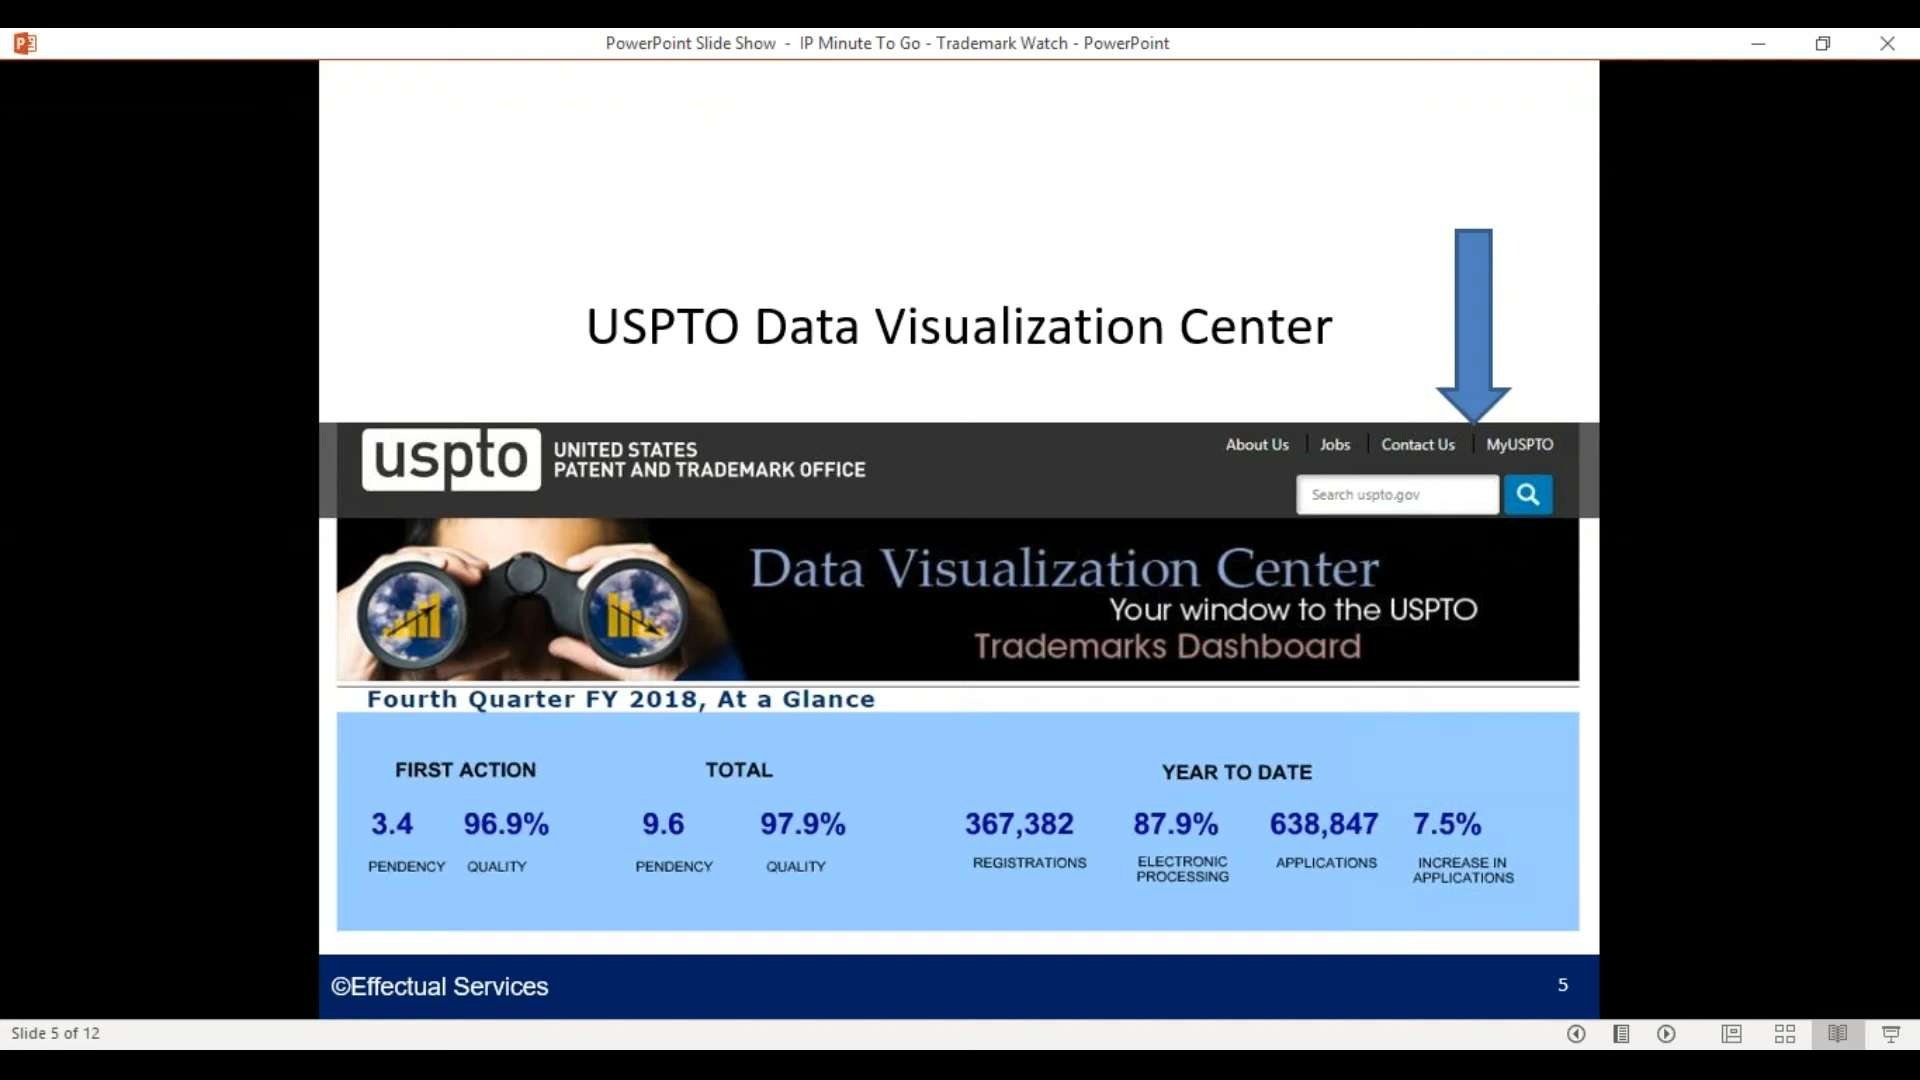 PowerPoint Slide Show - IP Minute To Go - Trademark Watch - PowerPoint
USPTO Data Visualization Center
uspto
UNITED STATES
PATENT AND TRADEMARK OFFICE
About Us
Jobs
Contact Us
MyUSPTO
Search uspto.gov
Data Visualization Center
Your window to the USPTO
Trademarks Dashboard
Fourth Quarter FY 2018, At a Glance
FIRST ACTION
TOTAL
YEAR TO DATE
3.4 96.9% 9.6 97.9% 367,382 87.9% 638,847 7.5%
PENDENCY QUALITY PENDENCY QUALITY REGISTRATIONS ELECTRONIC PROCESSING APPLICATIONS INCREASE IN APPLICATIONS
©Effectual Services
5
Slide 5 of 12